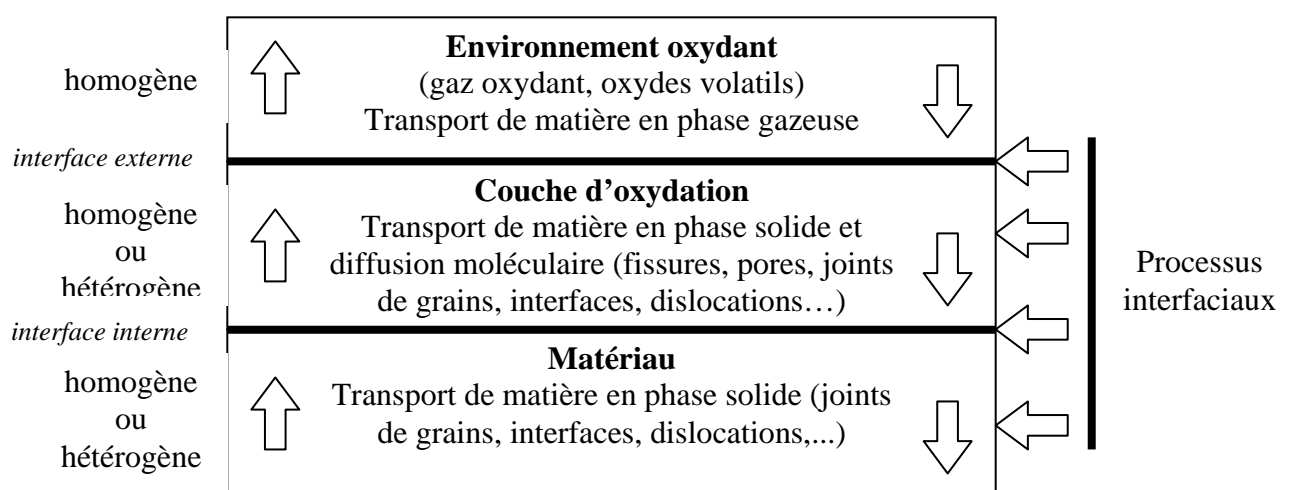 Environnement oxydant
homogène
(gaz oxydant, oxydes volatils)
Transport de matière en phase gazeuse
interface externe
Couche d’oxydation
homogène
ou
hétérogène
Transport de matière en phase solide et
diffusion moléculaire (fissures, pores, joints
de grains, interfaces, dislocations…)
interface interne
Matériau
homogène
ou
hétérogène
Transport de matière en phase solide (joints
de grains, interfaces, dislocations,...)
Processus
interfaciaux